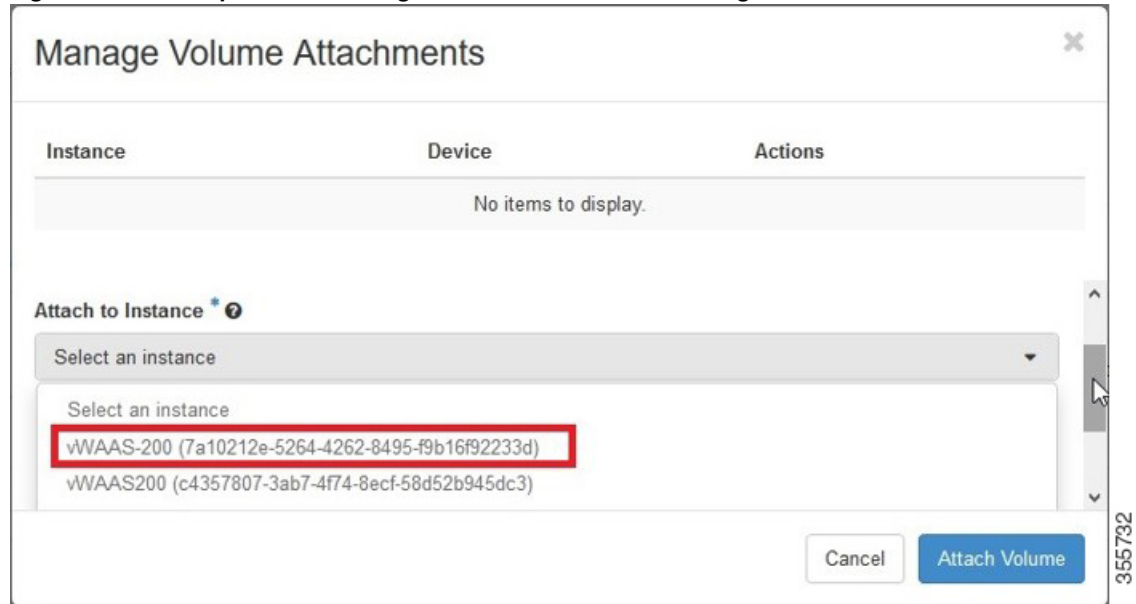 Manage Volume Attachments
×
Instance Device Actions
No items to display.
Attach to Instance *
Select an instance
Select an instance
vWAAS-200 (7a10212e-5264-4262-8495-f9b16f92233d)
vWAAS200 (c4357807-3ab7-4f74-8ecf-58d52b945dc3)
Cancel Attach Volume
355732